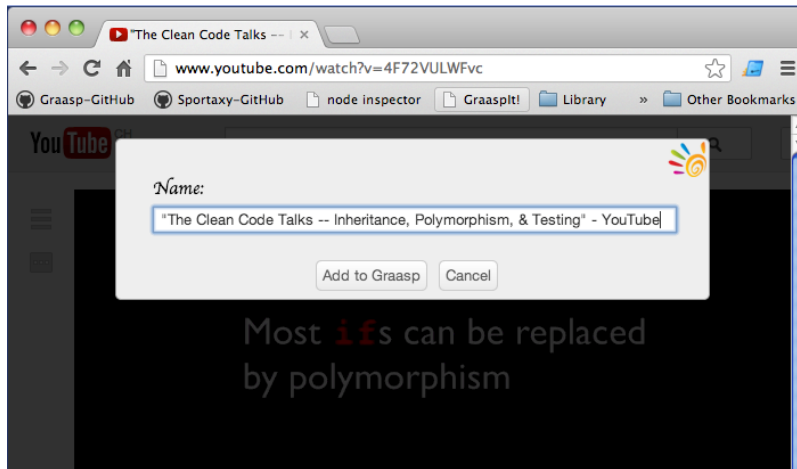 "The Clean Code Talks -- I
www.youtube.com/watch?v=4F72VULWFvc
Graasp-GitHub Sportaxy-GitHub node inspector GraaspIt! Library » Other Bookmarks
YouTube CH
Name:
"The Clean Code Talks -- Inheritance, Polymorphism, & Testing" - YouTube
Add to Graasp Cancel
Most ifs can be replaced
by polymorphism